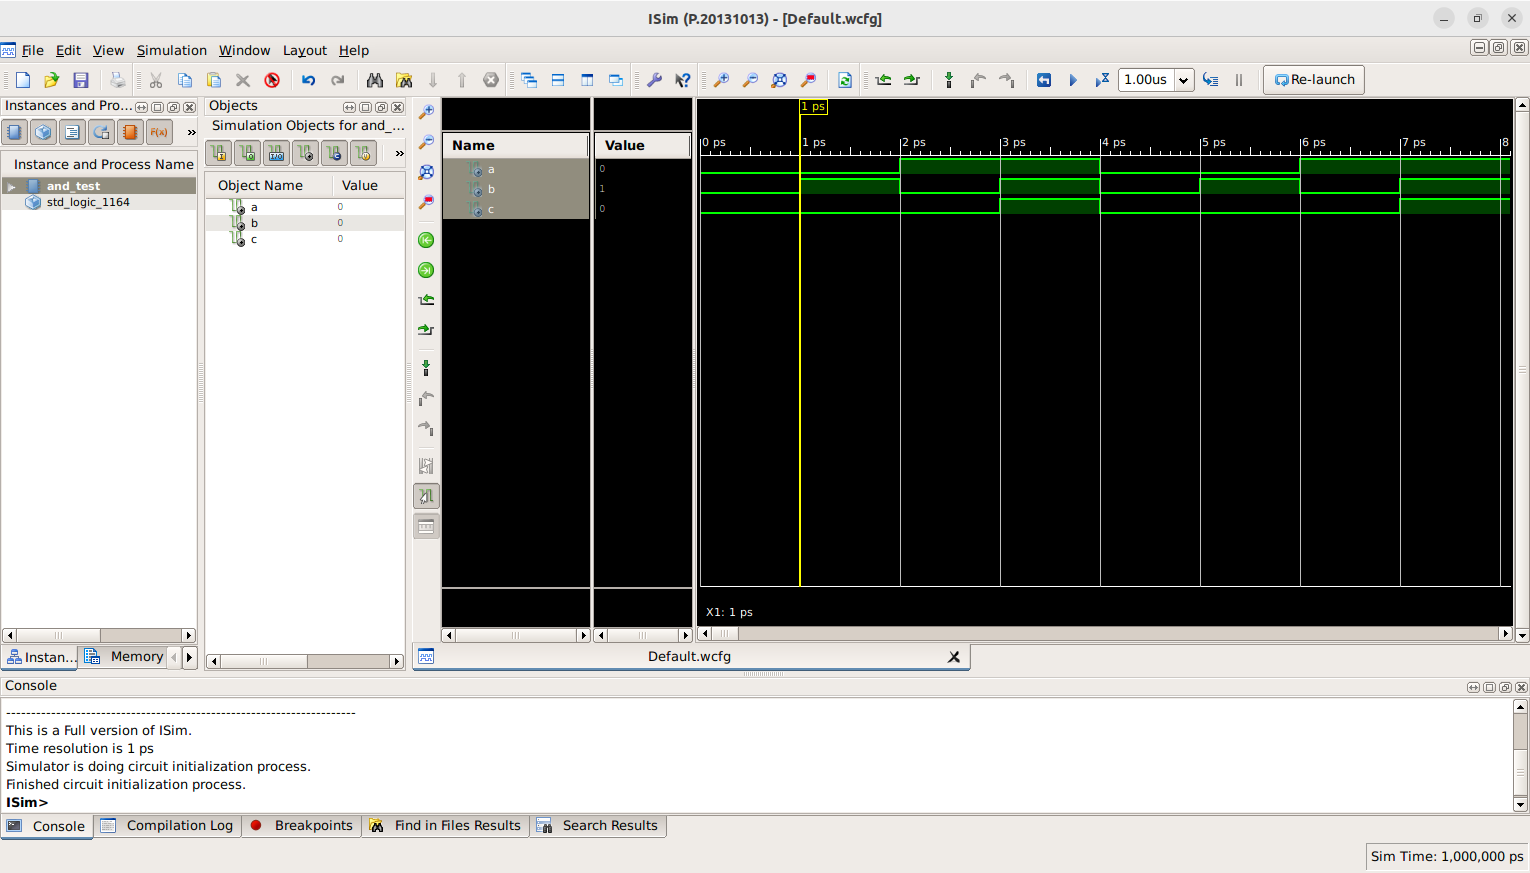 ISim (P.20131013) - [Default.wcfg]
File Edit View Simulation Window Layout Help
1.00us Re-launch
Instances and Pro...
Instance and Process Name
and_test
std_logic_1164
Instan... Memory
Objects
Simulation Objects for and_...
Object Name Value
a 0
b 0
c 0
Name Value
a 0
b 1
c 0
1 ps
0 ps 1 ps 2 ps 3 ps 4 ps 5 ps 6 ps 7 ps 8
X1: 1 ps
Default.wcfg
Console
----------------------------------------------------------------------
This is a Full version of ISim.
Time resolution is 1 ps
Simulator is doing circuit initialization process.
Finished circuit initialization process.
ISim>
Console Compilation Log Breakpoints Find in Files Results Search Results
Sim Time: 1,000,000 ps